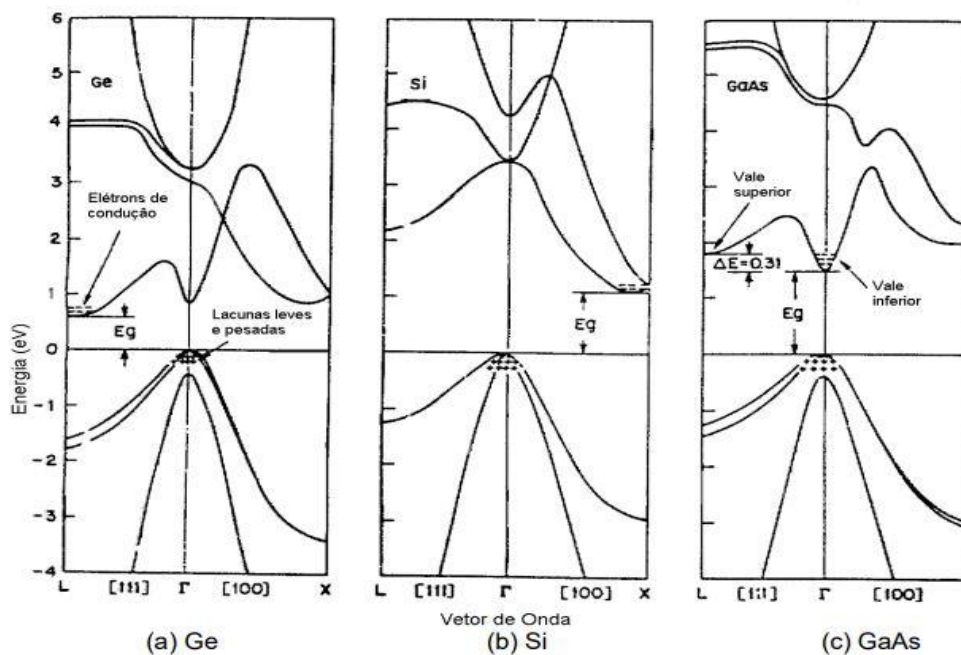 6
5
4
3
2
1
0
-1
-2
-3
-4
Energia (eV)
Ge
Elétrons de
condução
Eg
Lacunas leves
e pesadas
L [111] Γ [100] X
(a) Ge
Si
Eg
L [111] Γ [100] X
Vetor de Onda
(b) Si
GaAs
Vale
superior
ΔE=0.31
Vale
inferior
Eg
L [111] Γ [100]
(c) GaAs